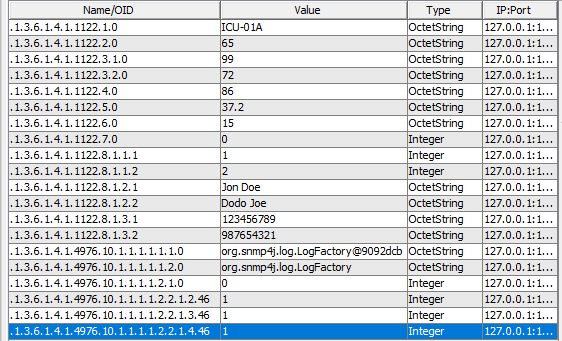 Name/OID Value Type IP:Port
.1.3.6.1.4.1.1122.1.0 ICU-01A OctetString 127.0.0.1:1...
.1.3.6.1.4.1.1122.2.0 65 OctetString 127.0.0.1:1...
.1.3.6.1.4.1.1122.3.1.0 99 OctetString 127.0.0.1:1...
.1.3.6.1.4.1.1122.3.2.0 72 OctetString 127.0.0.1:1...
.1.3.6.1.4.1.1122.4.0 86 OctetString 127.0.0.1:1...
.1.3.6.1.4.1.1122.5.0 37.2 OctetString 127.0.0.1:1...
.1.3.6.1.4.1.1122.6.0 15 OctetString 127.0.0.1:1...
.1.3.6.1.4.1.1122.7.0 0 Integer 127.0.0.1:1...
.1.3.6.1.4.1.1122.8.1.1.1 1 Integer 127.0.0.1:1...
.1.3.6.1.4.1.1122.8.1.1.2 2 Integer 127.0.0.1:1...
.1.3.6.1.4.1.1122.8.1.2.1 Jon Doe OctetString 127.0.0.1:1...
.1.3.6.1.4.1.1122.8.1.2.2 Dodo Joe OctetString 127.0.0.1:1...
.1.3.6.1.4.1.1122.8.1.3.1 123456789 OctetString 127.0.0.1:1...
.1.3.6.1.4.1.1122.8.1.3.2 987654321 OctetString 127.0.0.1:1...
.1.3.6.1.4.1.4976.10.1.1.1.1.1.1.0 org.snmp4j.log.LogFactory@9092dcb OctetString 127.0.0.1:1...
.1.3.6.1.4.1.4976.10.1.1.1.1.1.2.0 org.snmp4j.log.LogFactory OctetString 127.0.0.1:1...
.1.3.6.1.4.1.4976.10.1.1.1.1.2.1.0 0 Integer 127.0.0.1:1...
.1.3.6.1.4.1.4976.10.1.1.1.1.2.2.1.2.46 1 Integer 127.0.0.1:1...
.1.3.6.1.4.1.4976.10.1.1.1.1.2.2.1.3.46 1 Integer 127.0.0.1:1...
.1.3.6.1.4.1.4976.10.1.1.1.1.2.2.1.4.46 1 Integer 127.0.0.1:1...